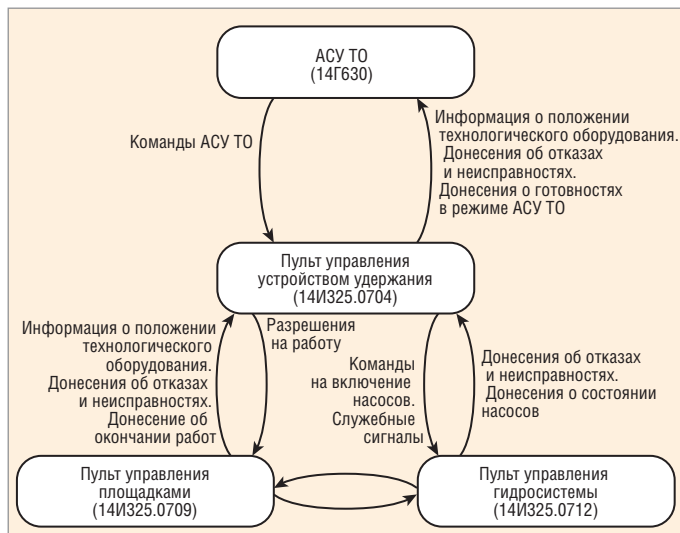 АСУ ТО
(14Г630)
Команды АСУ ТО
Информация о положении
технологического оборудования.
Донесения об отказах
и неисправностях.
Донесения о готовностях
в режиме АСУ ТО
Пульт управления
устройством удержания
(14И325.0704)
Информация о положении
технологического
оборудования.
Донесения об отказах
и неисправностях.
Донесение об
окончании работ
Разрешения
на работу
Команды
на включение
насосов.
Служебные
сигналы
Донесения об отказах
и неисправностях.
Донесения о состоянии
насосов
Пульт управления
площадками
(14И325.0709)
Пульт управления
гидросистемы
(14И325.0712)